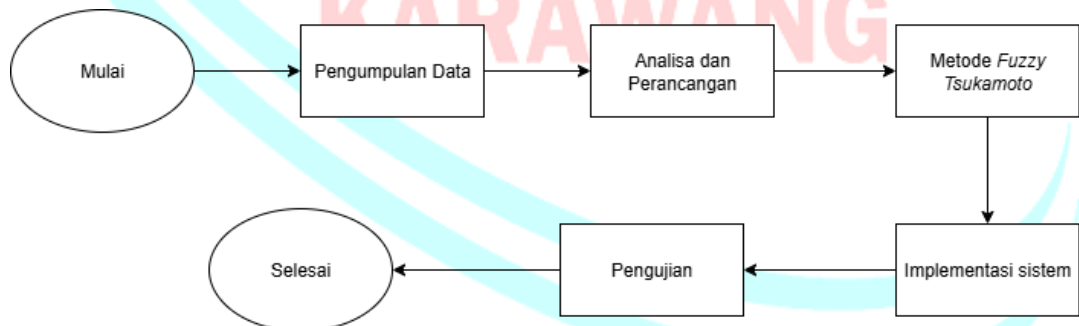 KARAWANG
Mulai
Pengumpulan Data
Analisa dan
Perancangan
Metode Fuzzy
Tsukamoto
Implementasi sistem
Pengujian
Selesai